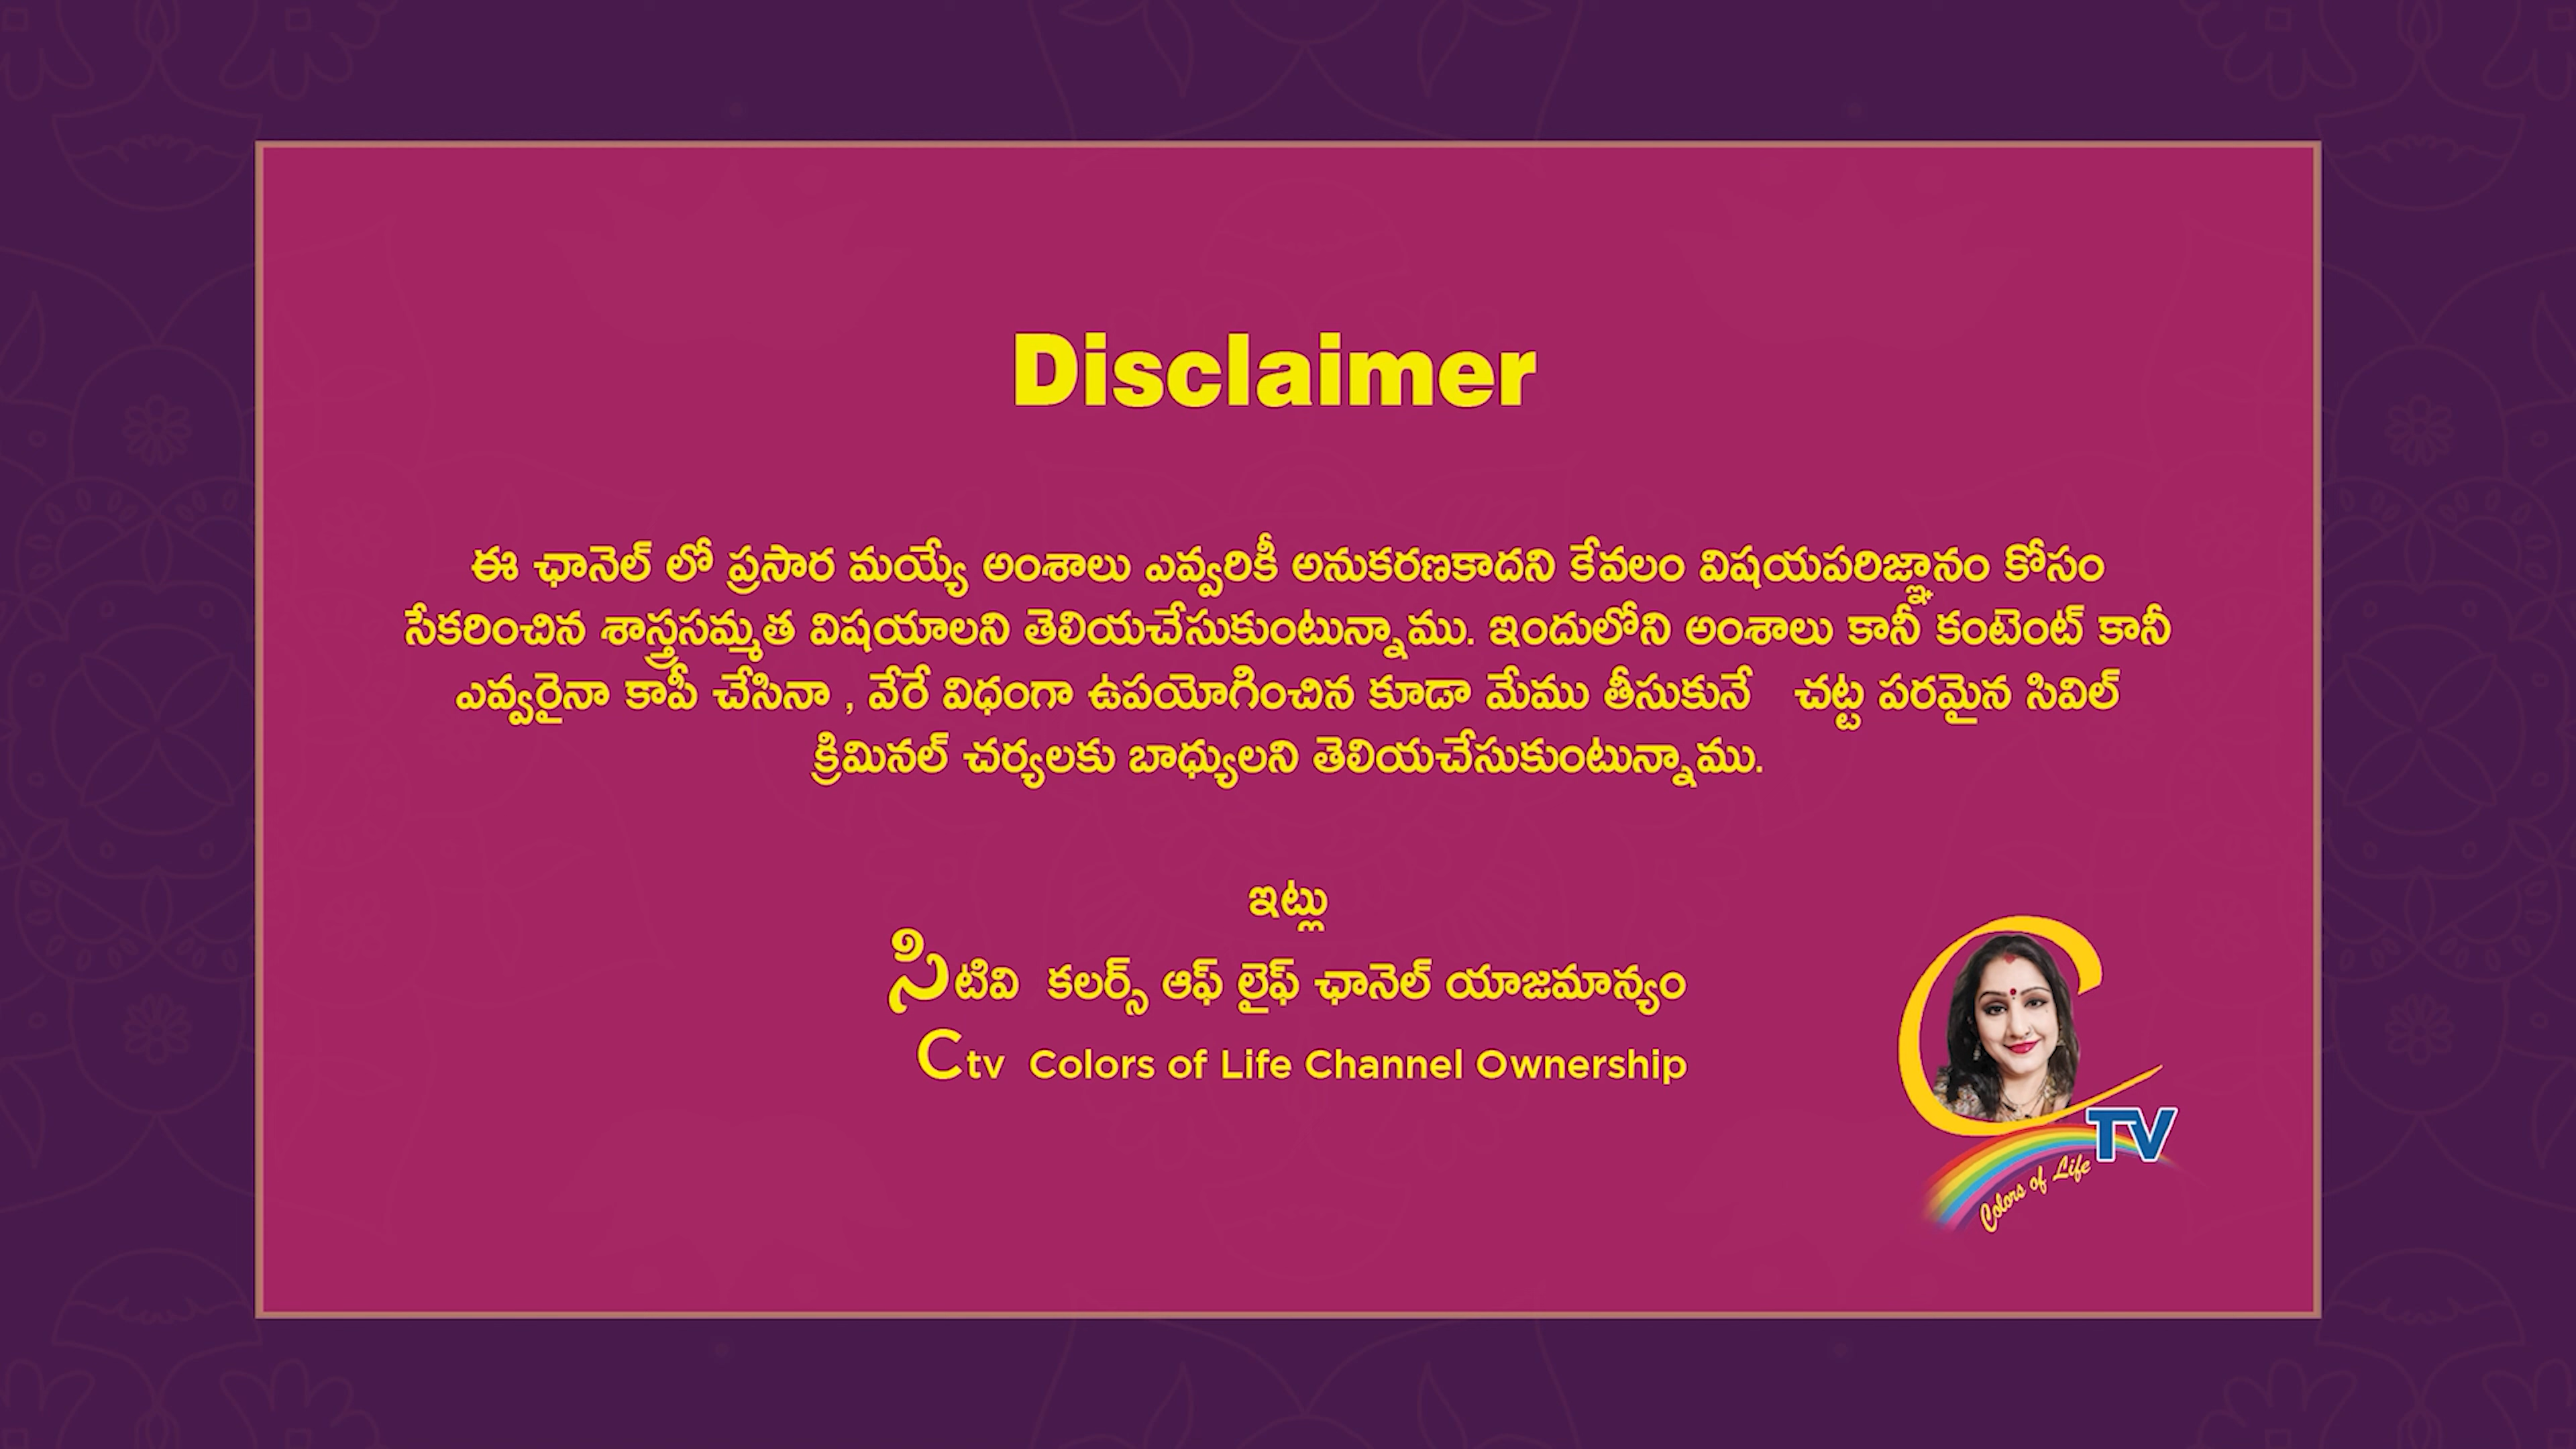 Disclaimer
ఈ ఛానెల్ లో ప్రసార మయ్యే అంశాలు ఎవ్వరికీ అనుకరణకాదని కేవలం విషయపరిజ్ఞానం కోసం
సేకరించిన శాస్త్రసమ్మత విషయాలని తెలియచేసుకుంటున్నాము. ఇందులోని అంశాలు కానీ కంటెంట్ కానీ
ఎవ్వరైనా కాపీ చేసినా , వేరే విధంగా ఉపయోగించిన కూడా మేము తీసుకునే చట్ట పరమైన సివిల్
క్రిమినల్ చర్యలకు బాధ్యులని తెలియచేసుకుంటున్నాము.
ఇట్లు
సిటివి కలర్స్ ఆఫ్ లైఫ్ ఛానెల్ యాజమాన్యం
Ctv Colors of Life Channel Ownership
C TV
Colors of Life